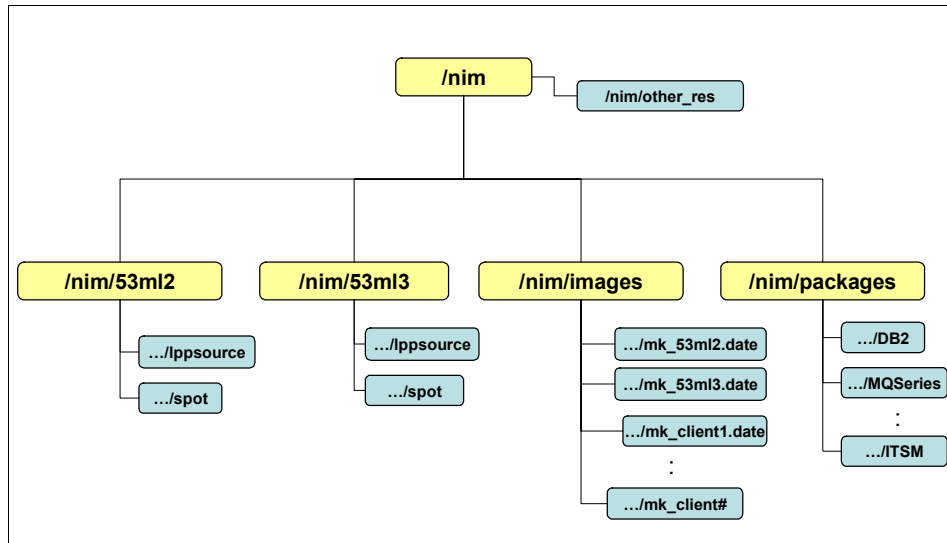 /nim
/nim/other_res
/nim/53ml2
/nim/53ml3
/nim/images
/nim/packages
…/lppsource
…/spot
…/lppsource
…/spot
…/mk_53ml2.date
…/mk_53ml3.date
…/mk_client1.date
:
…/mk_client#
…/DB2
…/MQSeries
:
…/ITSM